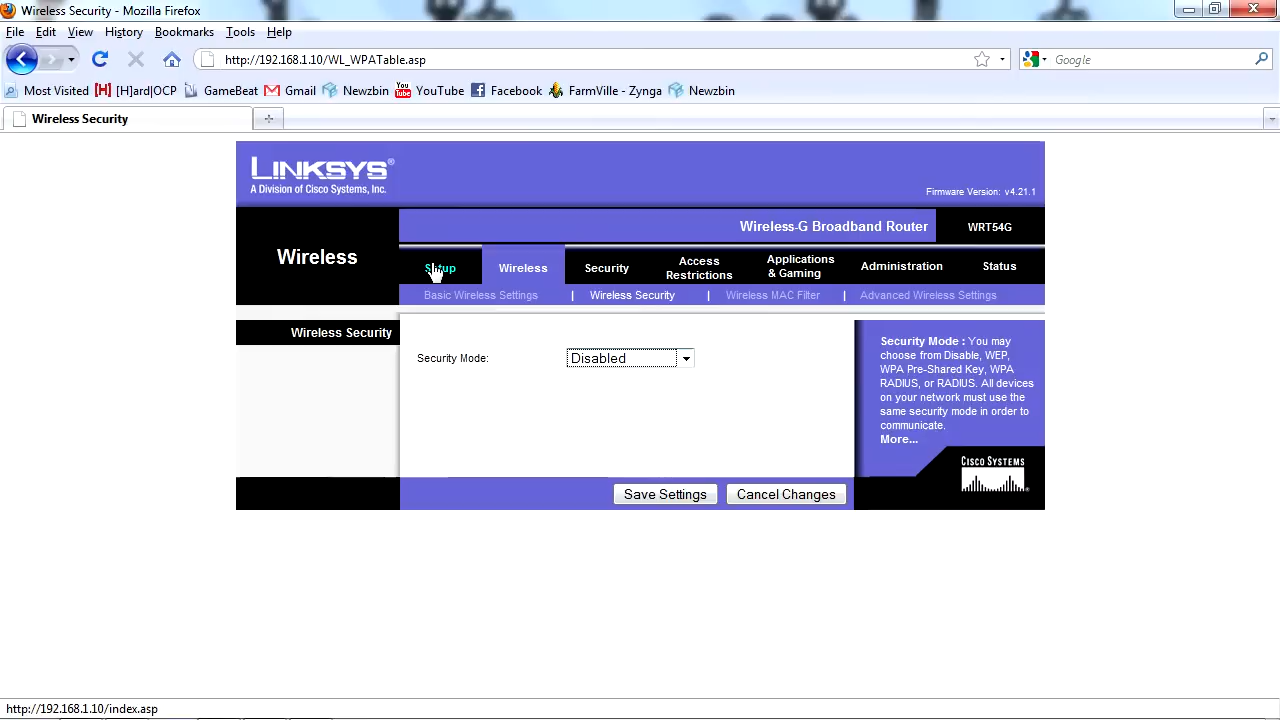 Wireless Security - Mozilla Firefox
File Edit View History Bookmarks Tools Help
http://192.168.1.10/WL_WPATable.asp
Google
Most Visited [H]ard|OCP GameBeat Gmail Newzbin YouTube Facebook FarmVille - Zynga Newzbin
Wireless Security
LINKSYS®
A Division of Cisco Systems, Inc.
Firmware Version: v4.21.1
Wireless-G Broadband Router WRT54G
Wireless
Setup Wireless Security Access Restrictions Applications & Gaming Administration Status
Basic Wireless Settings | Wireless Security | Wireless MAC Filter | Advanced Wireless Settings
Wireless Security
Security Mode: Disabled
Security Mode : You may
choose from Disable, WEP,
WPA Pre-Shared Key, WPA
RADIUS, or RADIUS. All devices
on your network must use the
same security mode in order to
communicate.
More...
CISCO SYSTEMS
Save Settings Cancel Changes
http://192.168.1.10/index.asp